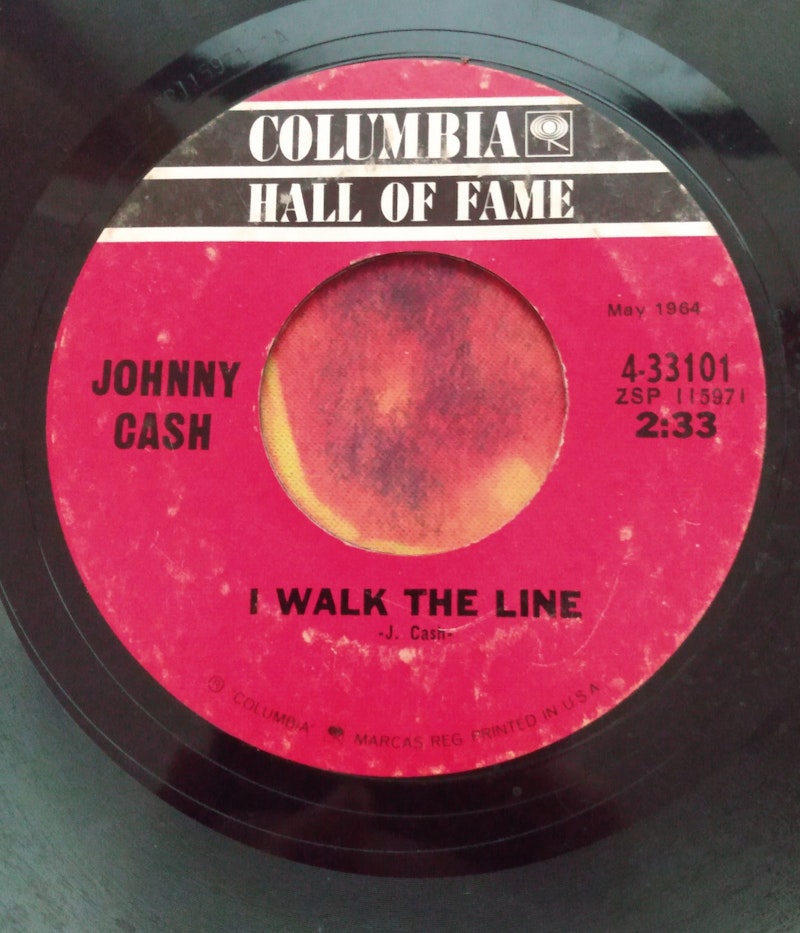 COLUMBIA
HALL OF FAME
May 1964
JOHNNY
CASH
4-33101
ZSP 115971
2:33
I WALK THE LINE
-J. Cash-
® "COLUMBIA" MARCAS REG. PRINTED IN U.S.A.